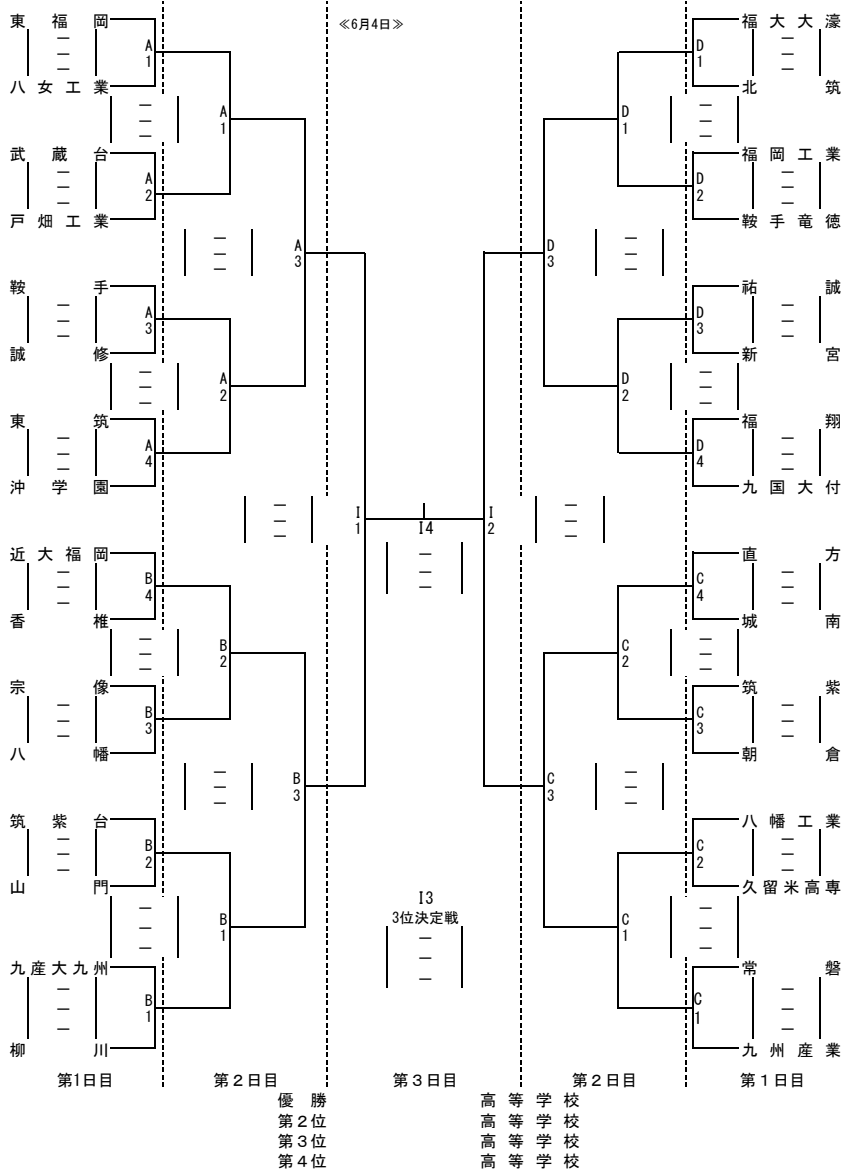 ≪6月4日≫
東福岡
A1
八女工業
A1
武蔵台
A2
戸畑工業
A3
鞍手
A3
誠修
A2
東筑
A4
沖学園
I1
近大福岡
B4
香椎
B2
宗像
B3
八幡
B3
筑紫台
B2
山門
B1
九産大九州
B1
柳川
I4
I3
3位決定戦
福大大濠
D1
北筑
D1
福岡工業
D2
鞍手竜徳
D3
祐誠
D3
新宮
D2
福翔
D4
九国大付
I2
直方
C4
城南
C2
筑紫
C3
朝倉
C3
八幡工業
C2
久留米高専
C1
常磐
C1
九州産業
第1日目 第2日目 第3日目 第2日目 第1日目
優勝 高等学校
第2位 高等学校
第3位 高等学校
第4位 高等学校